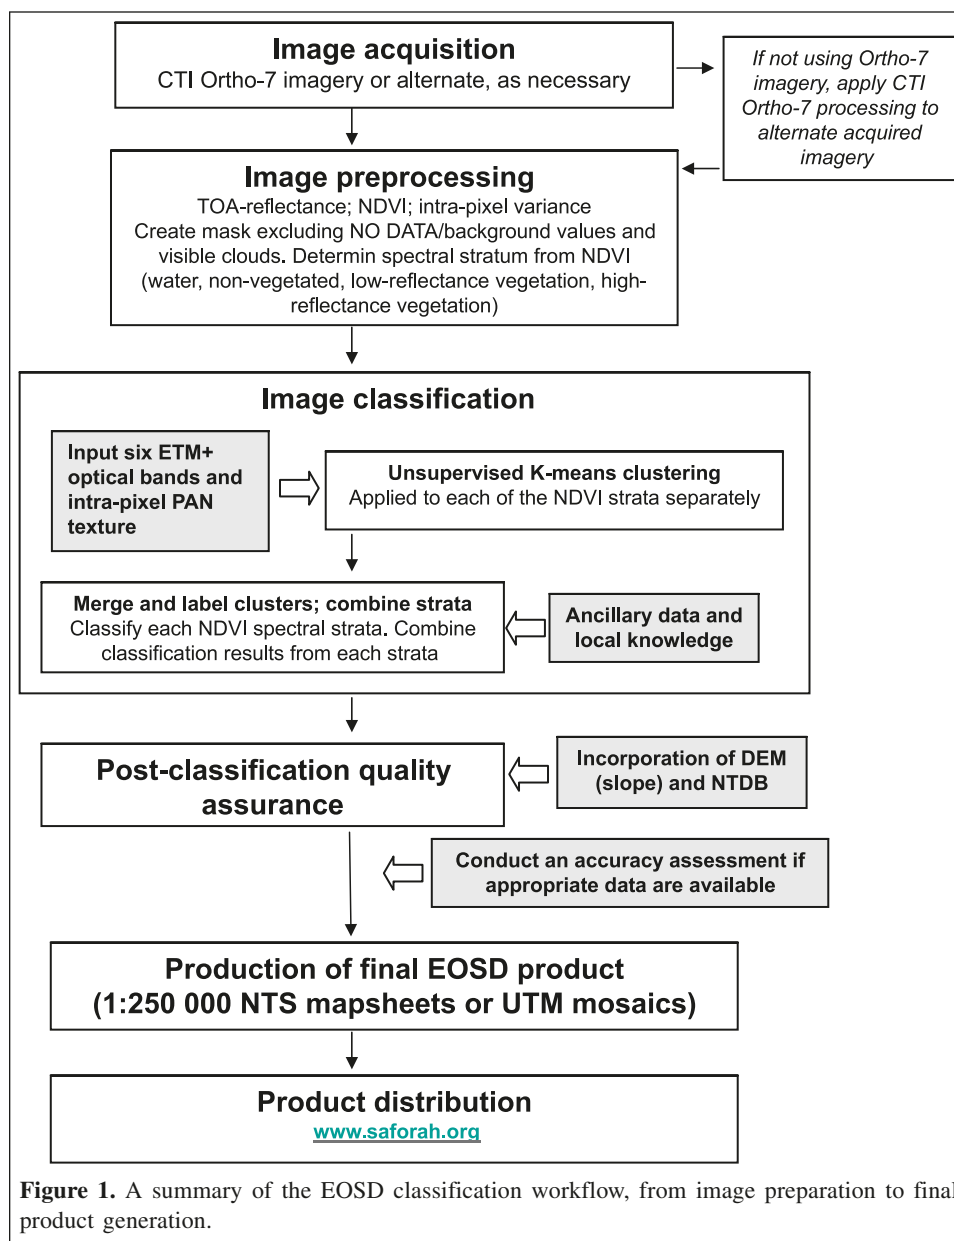 Image acquisition
CTI Ortho-7 imagery or alternate, as necessary
If not using Ortho-7
imagery, apply CTI
Ortho-7 processing to
alternate acquired
imagery
Image preprocessing
TOA-reflectance; NDVI; intra-pixel variance
Create mask excluding NO DATA/background values and
visible clouds. Determin spectral stratum from NDVI
(water, non-vegetated, low-reflectance vegetation, high-
reflectance vegetation)
Image classification
Input six ETM+
optical bands and
intra-pixel PAN
texture
Unsupervised K-means clustering
Applied to each of the NDVI strata separately
Merge and label clusters; combine strata
Classify each NDVI spectral strata. Combine
classification results from each strata
Ancillary data and
local knowledge
Post-classification quality
assurance
Incorporation of DEM
(slope) and NTDB
Conduct an accuracy assessment if
appropriate data are available
Production of final EOSD product
(1:250 000 NTS mapsheets or UTM mosaics)
Product distribution
www.saforah.org
Figure 1. A summary of the EOSD classification workflow, from image preparation to final
product generation.